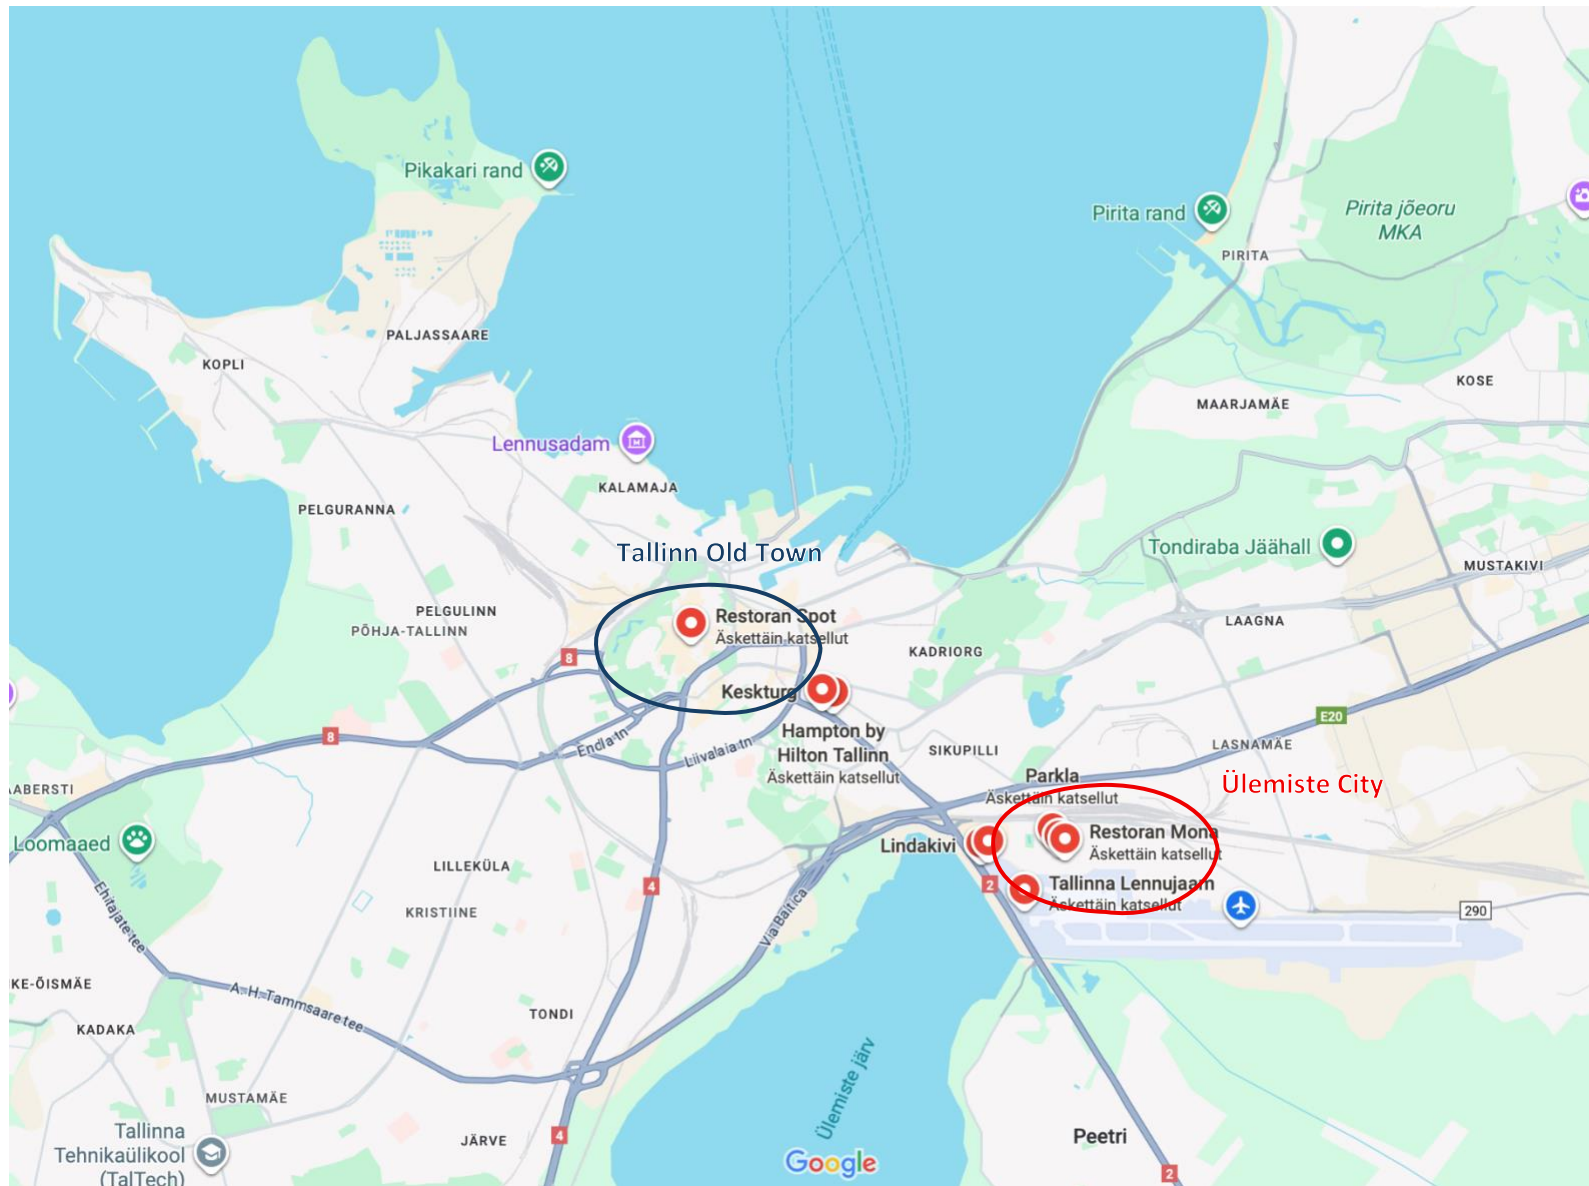 Pikakari rand
Pirita rand
Pirita jõeoru
MKA
PIRITA
PALJASSAARE
KOPLI
KOSE
MAARJAMÄE
Lennusadam
KALAMAJA
PELGURANNA
Tallinn Old Town
Tondiraba Jäähall
MUSTAKIVI
PELGULINN
PÕHJA-TALLINN
Restoran Spot
Äskettäin katsellut
LAAGNA
KADRIORG
8
Keskturg
E20
8
Endla tn
Liivalaia tn
Hampton by
Hilton Tallinn
Äskettäin katsellut
SIKUPILLI
LASNAMÄE
Parkla
Äskettäin katsellut
Ülemiste City
ABERSTI
Loomaaed
Lindakivi
Restoran Mona
Äskettäin katsellut
LILLEKÜLA
4
2
Tallinna Lennujaam
Äskettäin katsellut
290
Ehitajate tee
KRISTIINE
Via Baltica
KE-ÕISMÄE
A. H. Tammsaare tee
KADAKA
TONDI
Ülemiste järv
MUSTAMÄE
Tallinna
Tehnikaülikool
(TalTech)
JÄRVE
4
Peetri
Google
2